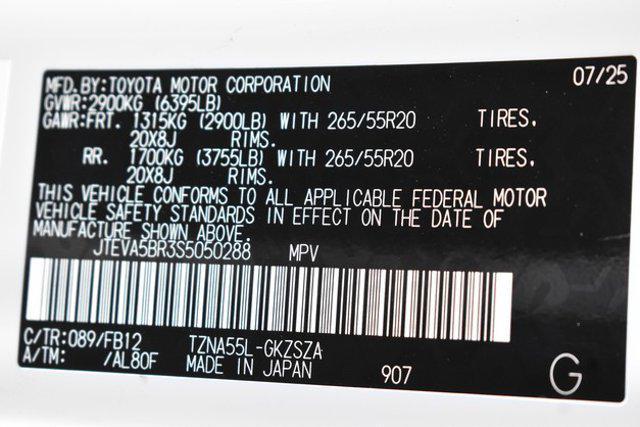 MFD. BY: TOYOTA MOTOR CORPORATION 07/25
GVWR: 2900KG (6395LB)
GAWR: FRT. 1315KG (2900LB) WITH 265/55R20 TIRES,
20X8J RIMS.
RR. 1700KG (3755LB) WITH 265/55R20 TIRES,
20X8J RIMS.
THIS VEHICLE CONFORMS TO ALL APPLICABLE FEDERAL MOTOR
VEHICLE SAFETY STANDARDS IN EFFECT ON THE DATE OF
MANUFACTURE SHOWN ABOVE.
JTEVA5BR3S5050288 MPV
C/TR: 089/FB12 TZNA55L-GKZSZA
A/TM: /AL80F MADE IN JAPAN 907 G